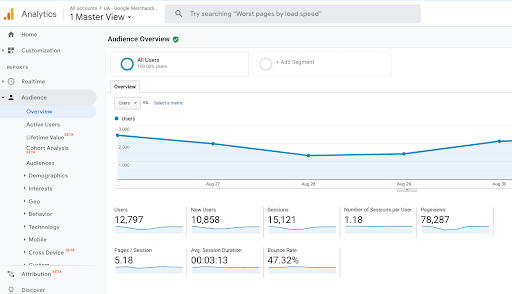 Analytics
All accounts > UA - Google Merchandi...
1 Master View
Try searching “Worst pages by load speed”
Home
Customization
REPORTS
Realtime
Audience
Overview
Active Users
Lifetime Value BETA
Cohort Analysis
BETA
Audiences
Demographics
Interests
Geo
Behavior
Technology
Mobile
Cross Device BETA
Attribution BETA
Discover
Audience Overview
All Users
100.00% Users
+ Add Segment
Overview
Users
vs.
Select a metric
Users
3,000
2,000
1,000
...
Aug 27
Aug 28
Aug 29
Aug 30
Users
12,797
New Users
10,858
Sessions
15,121
Number of Sessions per User
1.18
Pageviews
78,287
Pages / Session
5.18
Avg. Session Duration
00:03:13
Bounce Rate
47.32%